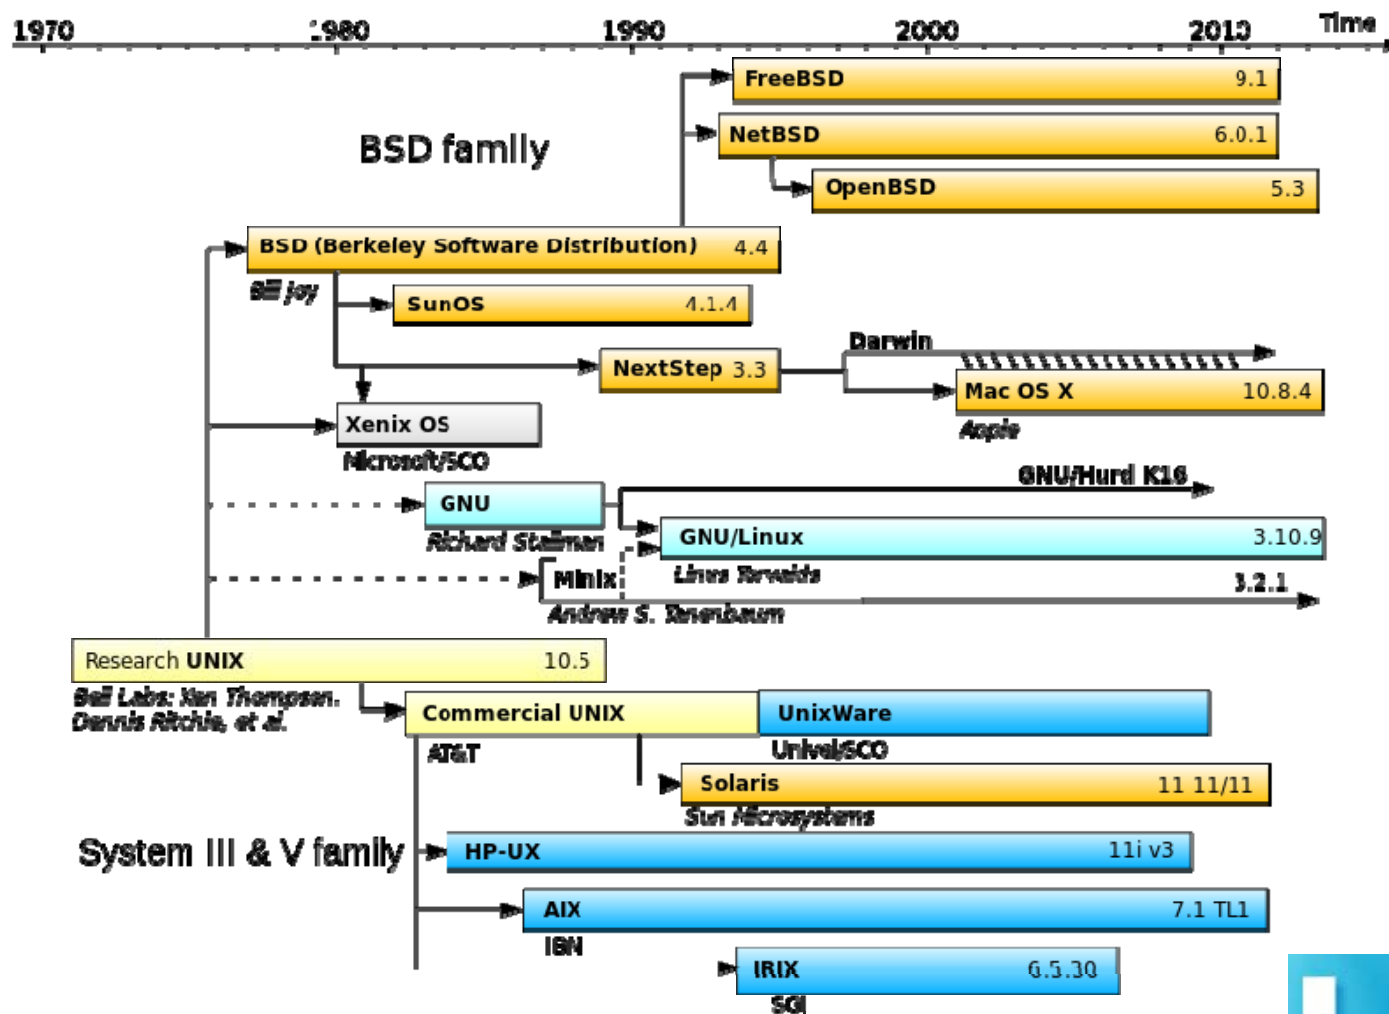 1970 1980 1990 2000 2010 Time
FreeBSD 9.1
BSD family
NetBSD 6.0.1
OpenBSD 5.3
BSD (Berkeley Software Distribution) 4.4
Bill Joy
SunOS 4.1.4
Darwin
NextStep 3.3
Mac OS X 10.8.4
Apple
Xenix OS
Microsoft/SCO
GNU/Hurd K16
GNU
Richard Stallman
GNU/Linux 3.10.9
Linus Torvalds
Minix 3.2.1
Andrew S. Tanenbaum
Research UNIX 10.5
Bell Labs: Ken Thompson,
Dennis Ritchie, et al.
Commercial UNIX UnixWare
AT&T Univel/SCO
Solaris 11 11/11
Sun Microsystems
System III & V family
HP-UX 11i v3
AIX 7.1 TL1
IBM
IRIX 6.5.30
SGI